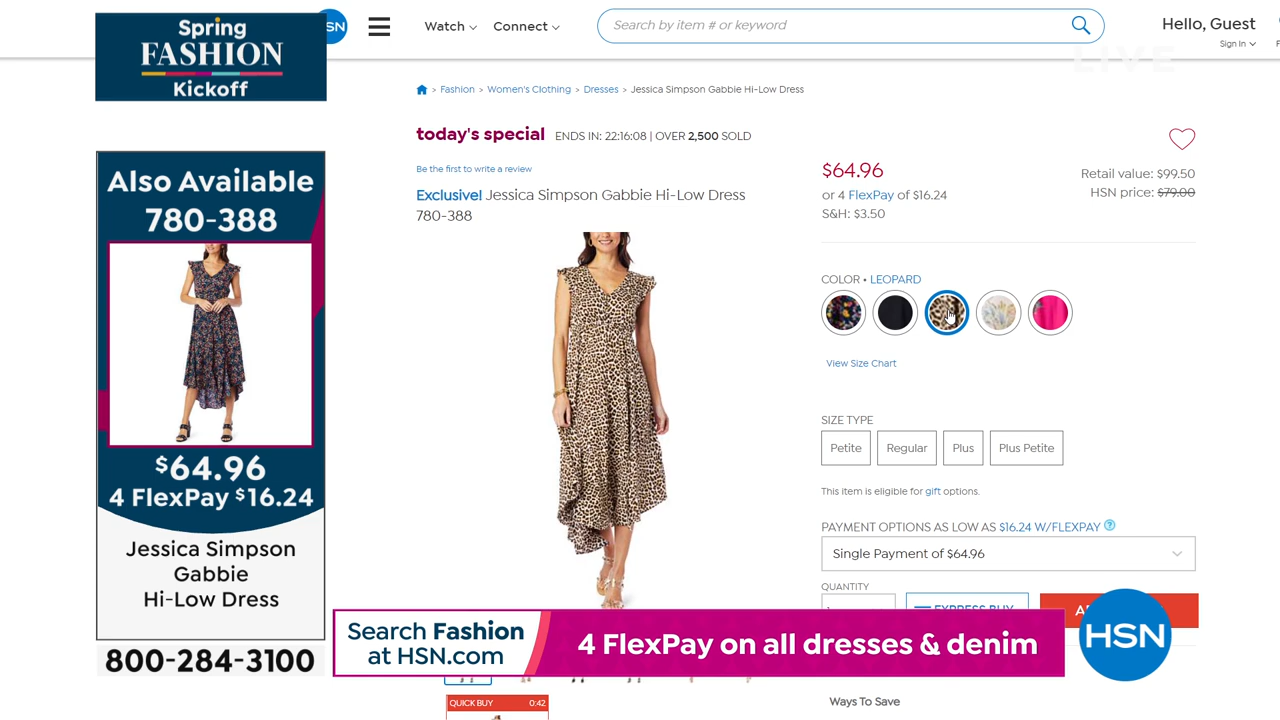 Spring
FASHION
Kickoff
Watch
Connect
Search by item # or keyword
Hello, Guest
Sign In
LIVE
> Fashion > Women's Clothing > Dresses > Jessica Simpson Gabbie Hi-Low Dress
today's special ENDS IN: 22:16:08 | OVER 2,500 SOLD
Be the first to write a review
Exclusive! Jessica Simpson Gabbie Hi-Low Dress
780-388
$64.96
or 4 FlexPay of $16.24
S&H: $3.50
Retail value: $99.50
HSN price: $79.00
COLOR • LEOPARD
View Size Chart
SIZE TYPE
Petite
Regular
Plus
Plus Petite
This item is eligible for gift options.
PAYMENT OPTIONS AS LOW AS $16.24 W/FLEXPAY ?
Single Payment of $64.96
QUANTITY
EXPRESS BUY
Also Available
780-388
$64.96
4 FlexPay $16.24
Jessica Simpson
Gabbie
Hi-Low Dress
800-284-3100
Search Fashion
at HSN.com
4 FlexPay on all dresses & denim
HSN
QUICK BUY 0:42
Ways To Save